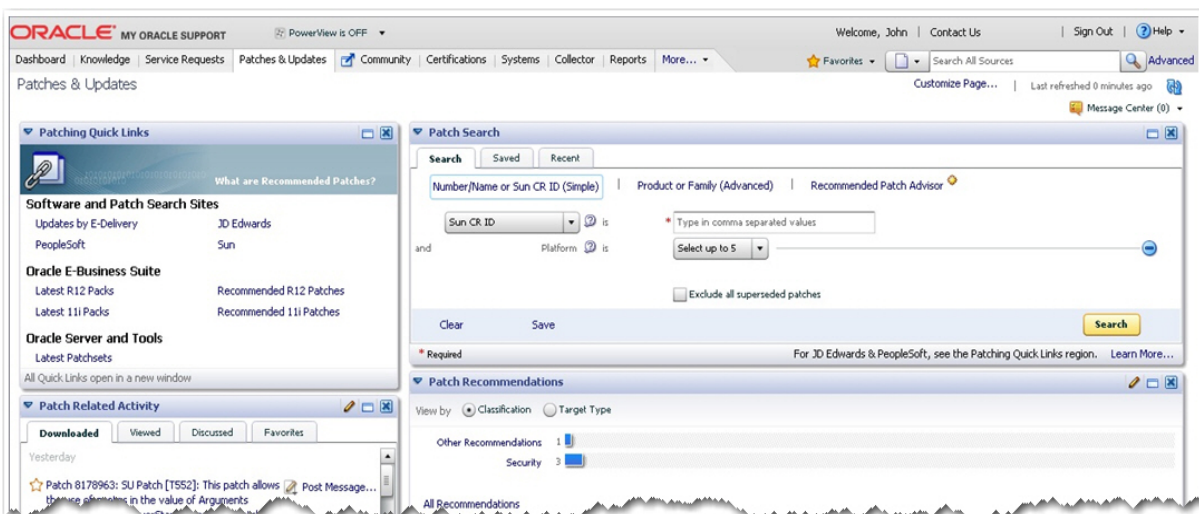 ORACLE® MY ORACLE SUPPORT PowerView is OFF Welcome, John | Contact Us | Sign Out | Help
Dashboard | Knowledge | Service Requests Patches & Updates Community | Certifications | Systems | Collector | Reports More... Favorites Search All Sources Advanced
Patches & Updates Customize Page... | Last refreshed 0 minutes ago
Message Center (0)
Patching Quick Links
What are Recommended Patches?
Software and Patch Search Sites
Updates by E-Delivery JD Edwards
PeopleSoft Sun
Oracle E-Business Suite
Latest R12 Packs Recommended R12 Patches
Latest 11i Packs Recommended 11i Patches
Oracle Server and Tools
Latest Patchsets
All Quick Links open in a new window
Patch Related Activity
Downloaded Viewed Discussed Favorites
Yesterday
Patch 8178963: SU Patch [T552]: This patch allows Post Message...
in the value of Arguments
Patch Search
Search Saved Recent
Number/Name or Sun CR ID (Simple) | Product or Family (Advanced) | Recommended Patch Advisor
Sun CR ID is * Type in comma separated values
and Platform is Select up to 5
Exclude all superseded patches
Clear Save Search
* Required For JD Edwards & PeopleSoft, see the Patching Quick Links region. Learn More...
Patch Recommendations
View by Classification Target Type
Other Recommendations 1
Security 3
All Recommendations